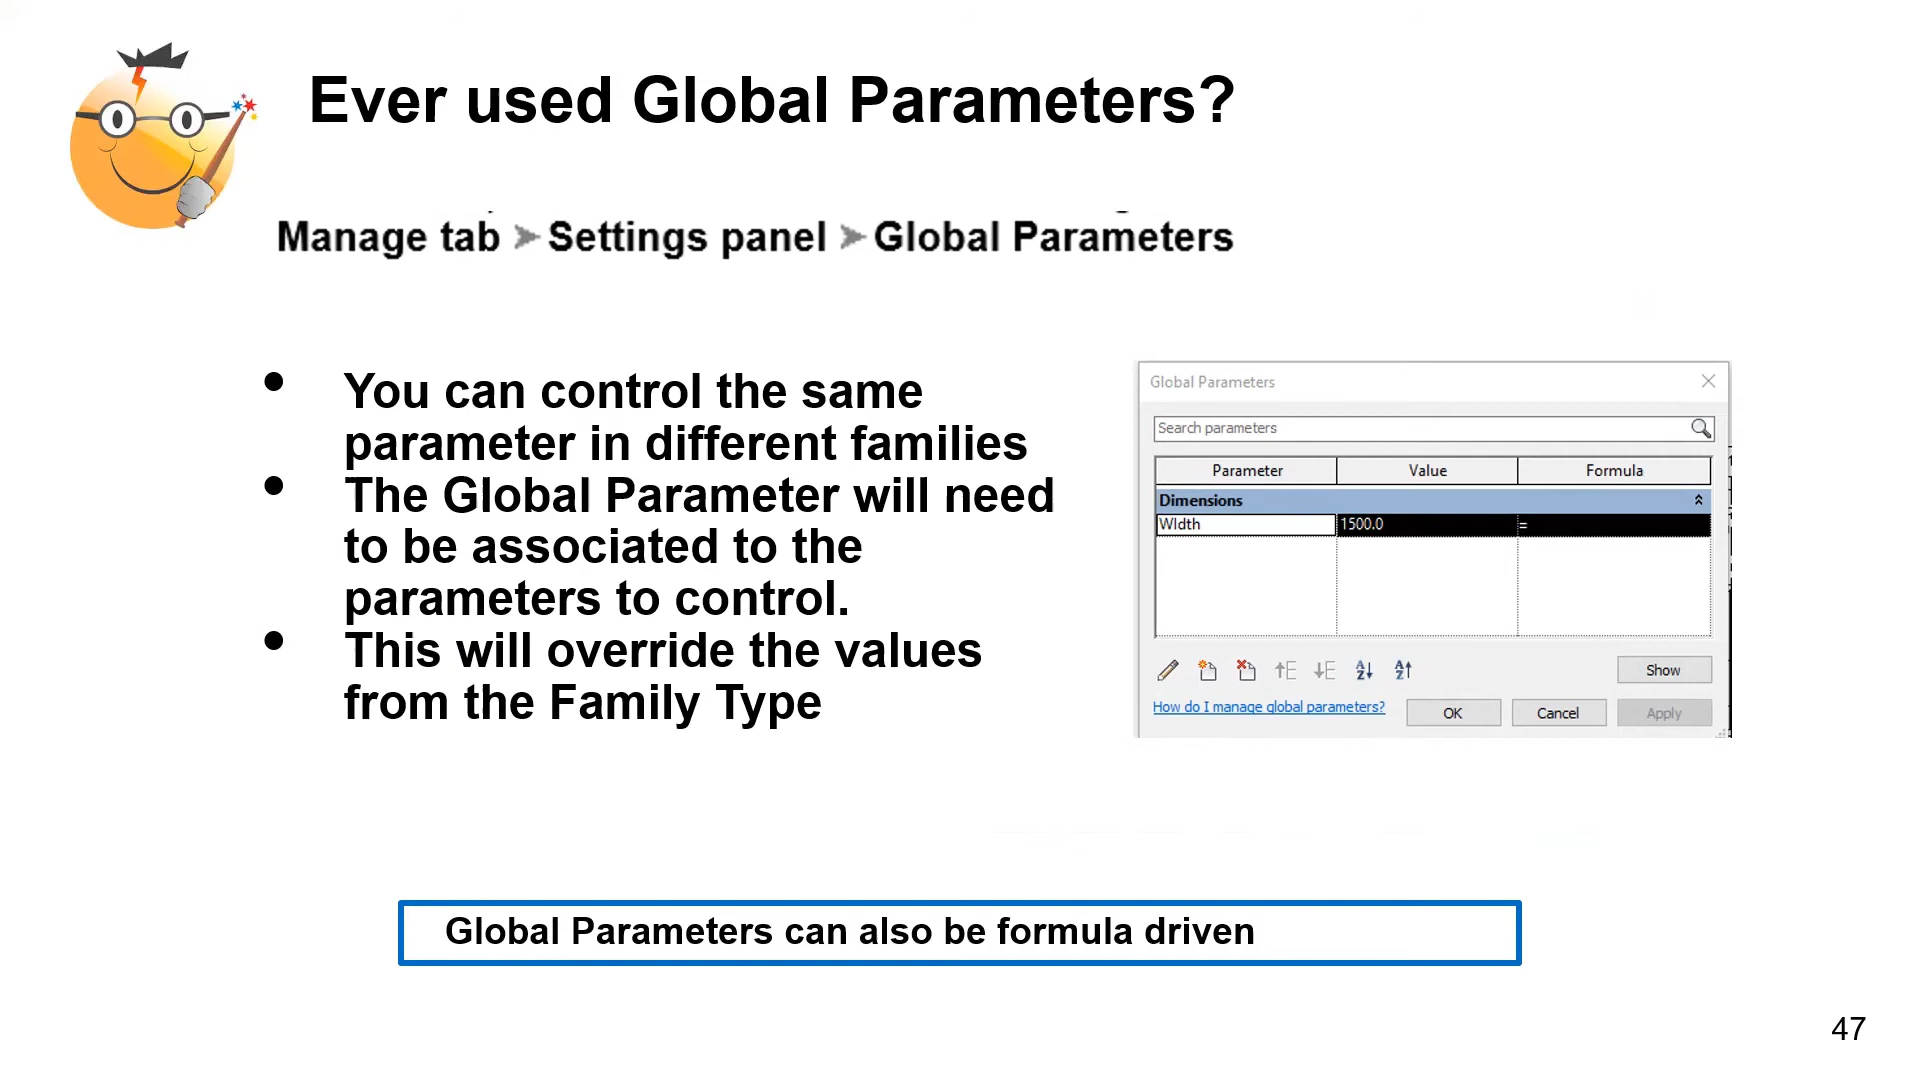 Ever used Global Parameters?
Manage tab ➤ Settings panel ➤ Global Parameters
• You can control the same
parameter in different families
• The Global Parameter will need
to be associated to the
parameters to control.
• This will override the values
from the Family Type
Global Parameters
Search parameters
Parameter Value Formula
Dimensions
WIdth 1500.0 =
Show
How do I manage global parameters? OK Cancel Apply
Global Parameters can also be formula driven
47